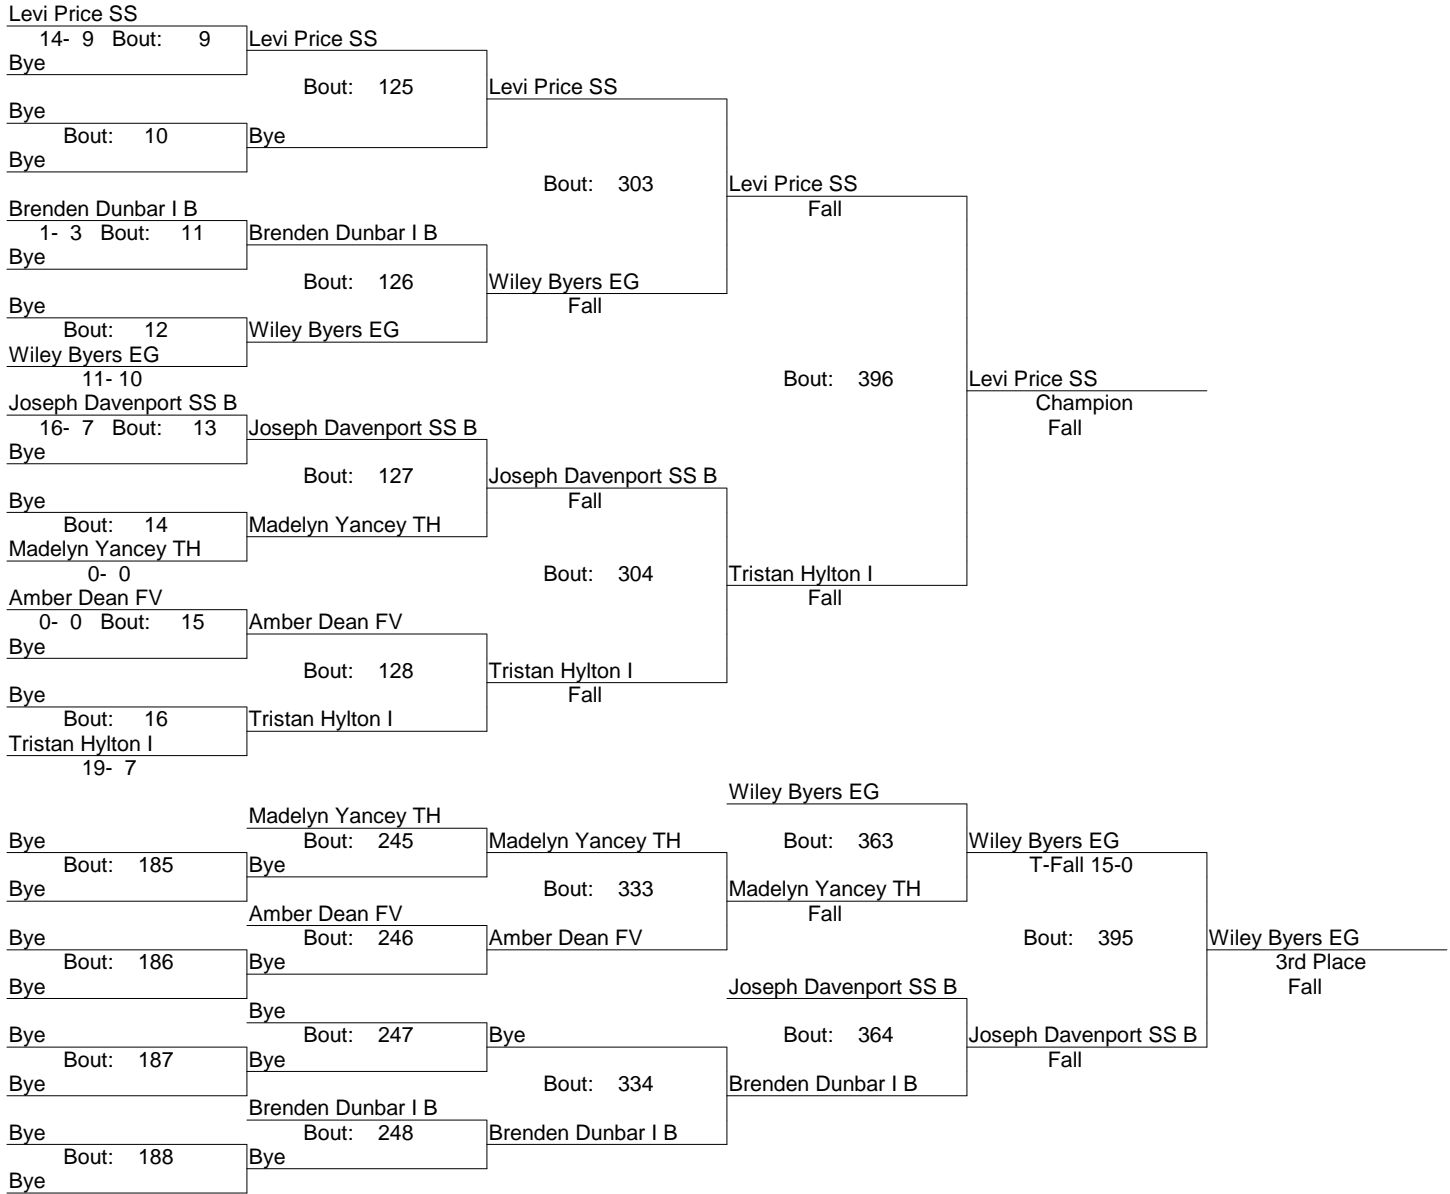 Levi Price SS
14- 9 Bout: 9 Levi Price SS
Bye
Bout: 125 Levi Price SS
Bye
Bout: 10 Bye
Bye
Bout: 303 Levi Price SS
Brenden Dunbar I B Fall
1- 3 Bout: 11 Brenden Dunbar I B
Bye
Bout: 126 Wiley Byers EG
Bye Fall
Bout: 12 Wiley Byers EG
Wiley Byers EG
11- 10 Bout: 396 Levi Price SS
Joseph Davenport SS B Champion
16- 7 Bout: 13 Joseph Davenport SS B Fall
Bye
Bout: 127 Joseph Davenport SS B
Bye Fall
Bout: 14 Madelyn Yancey TH
Madelyn Yancey TH
0- 0 Bout: 304 Tristan Hylton I
Amber Dean FV Fall
0- 0 Bout: 15 Amber Dean FV
Bye
Bout: 128 Tristan Hylton I
Bye Fall
Bout: 16 Tristan Hylton I
Tristan Hylton I
19- 7
Wiley Byers EG
Madelyn Yancey TH
Bye Bout: 245 Madelyn Yancey TH Bout: 363 Wiley Byers EG
Bout: 185 Bye T-Fall 15-0
Bye Bout: 333 Madelyn Yancey TH
Amber Dean FV Fall
Bye Bout: 246 Amber Dean FV Bout: 395 Wiley Byers EG
Bout: 186 Bye 3rd Place
Bye Joseph Davenport SS B Fall
Bye
Bye Bout: 247 Bye Bout: 364 Joseph Davenport SS B
Bout: 187 Bye Fall
Bye Bout: 334 Brenden Dunbar I B
Brenden Dunbar I B
Bye Bout: 248 Brenden Dunbar I B
Bout: 188 Bye
Bye